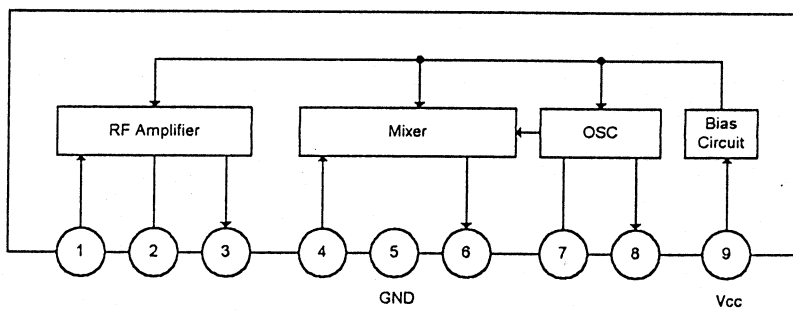 RF Amplifier
Mixer
OSC
Bias
Circuit
1 2 3 4 5 6 7 8 9
GND
Vcc